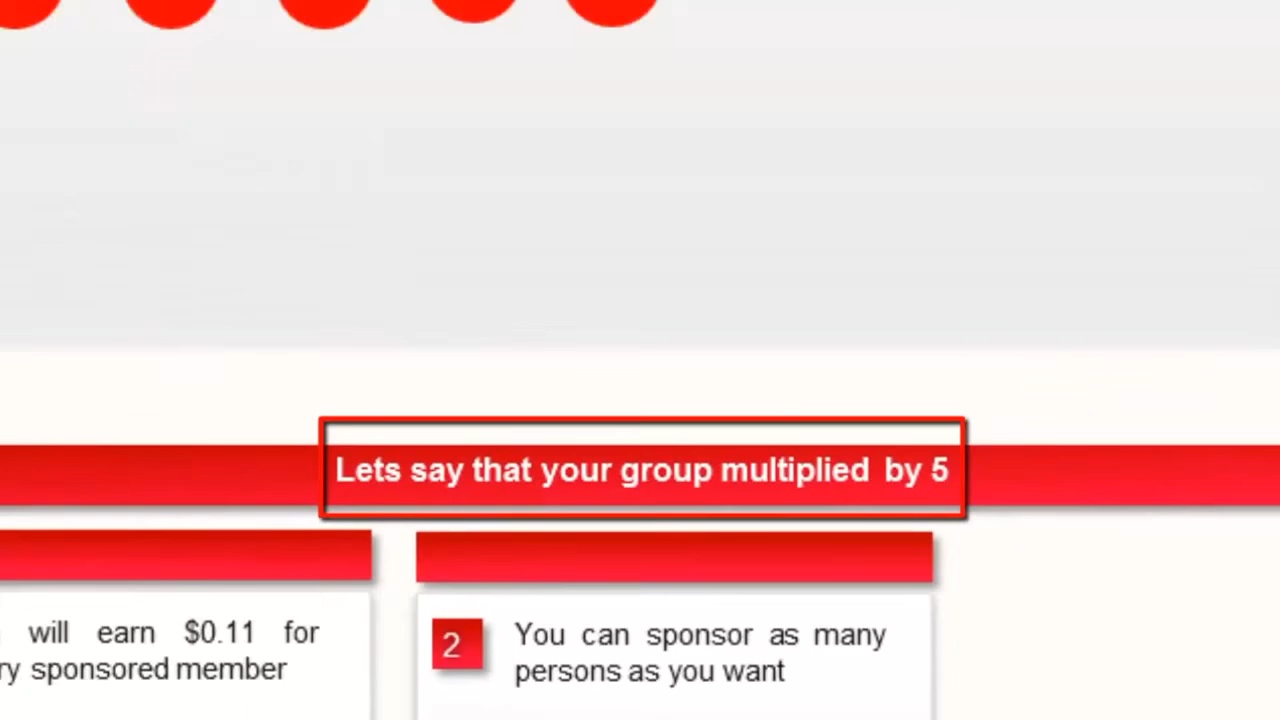 Lets say that your group multiplied by 5
will earn $0.11 for
sponsored member
2
You can sponsor as many
persons as you want